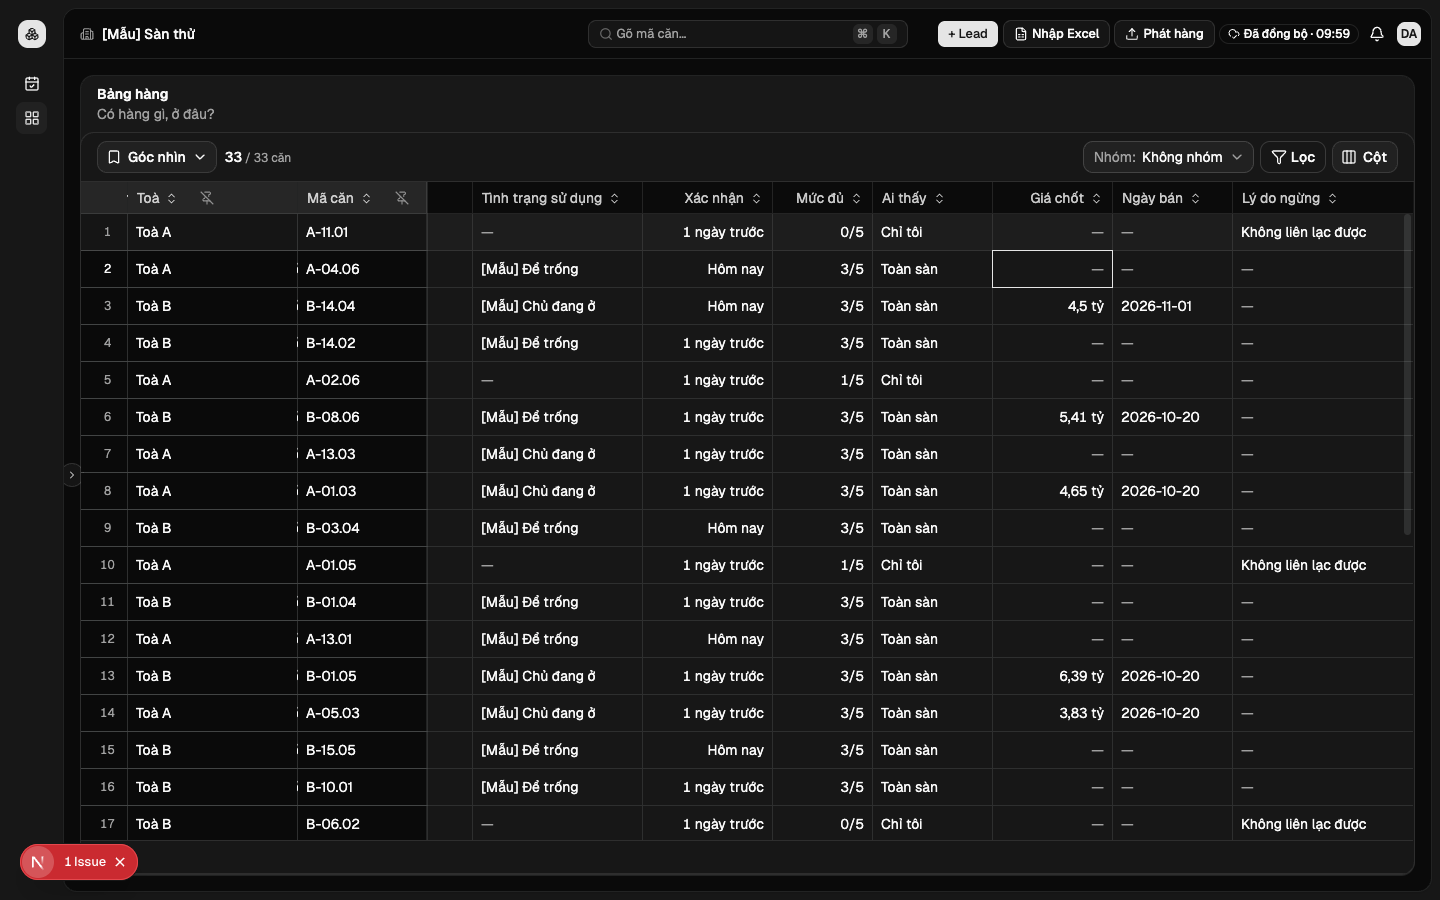 [Mẫu] Sàn thử
Gõ mã căn... ⌘ K
+ Lead
Nhập Excel
Phát hàng
Đã đồng bộ · 09:59
DA
Bảng hàng
Có hàng gì, ở đâu?
Góc nhìn
33 / 33 căn
Nhóm: Không nhóm
Lọc
Cột
Toà Mã căn Tình trạng sử dụng Xác nhận Mức đủ Ai thấy Giá chốt Ngày bán Lý do ngừng
1 Toà A A-11.01 — 1 ngày trước 0/5 Chỉ tôi — — Không liên lạc được
2 Toà A A-04.06 [Mẫu] Để trống Hôm nay 3/5 Toàn sàn — — —
3 Toà B B-14.04 [Mẫu] Chủ đang ở Hôm nay 3/5 Toàn sàn 4,5 tỷ 2026-11-01 —
4 Toà B B-14.02 [Mẫu] Để trống 1 ngày trước 3/5 Toàn sàn — — —
5 Toà A A-02.06 — 1 ngày trước 1/5 Chỉ tôi — — —
6 Toà B B-08.06 [Mẫu] Để trống 1 ngày trước 3/5 Toàn sàn 5,41 tỷ 2026-10-20 —
7 Toà A A-13.03 [Mẫu] Chủ đang ở 1 ngày trước 3/5 Toàn sàn — — —
8 Toà A A-01.03 [Mẫu] Chủ đang ở 1 ngày trước 3/5 Toàn sàn 4,65 tỷ 2026-10-20 —
9 Toà B B-03.04 [Mẫu] Để trống Hôm nay 3/5 Toàn sàn — — —
10 Toà A A-01.05 — 1 ngày trước 1/5 Chỉ tôi — — Không liên lạc được
11 Toà B B-01.04 [Mẫu] Để trống 1 ngày trước 3/5 Toàn sàn — — —
12 Toà A A-13.01 [Mẫu] Để trống Hôm nay 3/5 Toàn sàn — — —
13 Toà B B-01.05 [Mẫu] Chủ đang ở 1 ngày trước 3/5 Toàn sàn 6,39 tỷ 2026-10-20 —
14 Toà A A-05.03 [Mẫu] Chủ đang ở 1 ngày trước 3/5 Toàn sàn 3,83 tỷ 2026-10-20 —
15 Toà B B-15.05 [Mẫu] Để trống Hôm nay 3/5 Toàn sàn — — —
16 Toà B B-10.01 [Mẫu] Để trống 1 ngày trước 3/5 Toàn sàn — — —
17 Toà B B-06.02 — 1 ngày trước 0/5 Chỉ tôi — — Không liên lạc được
N 1 Issue